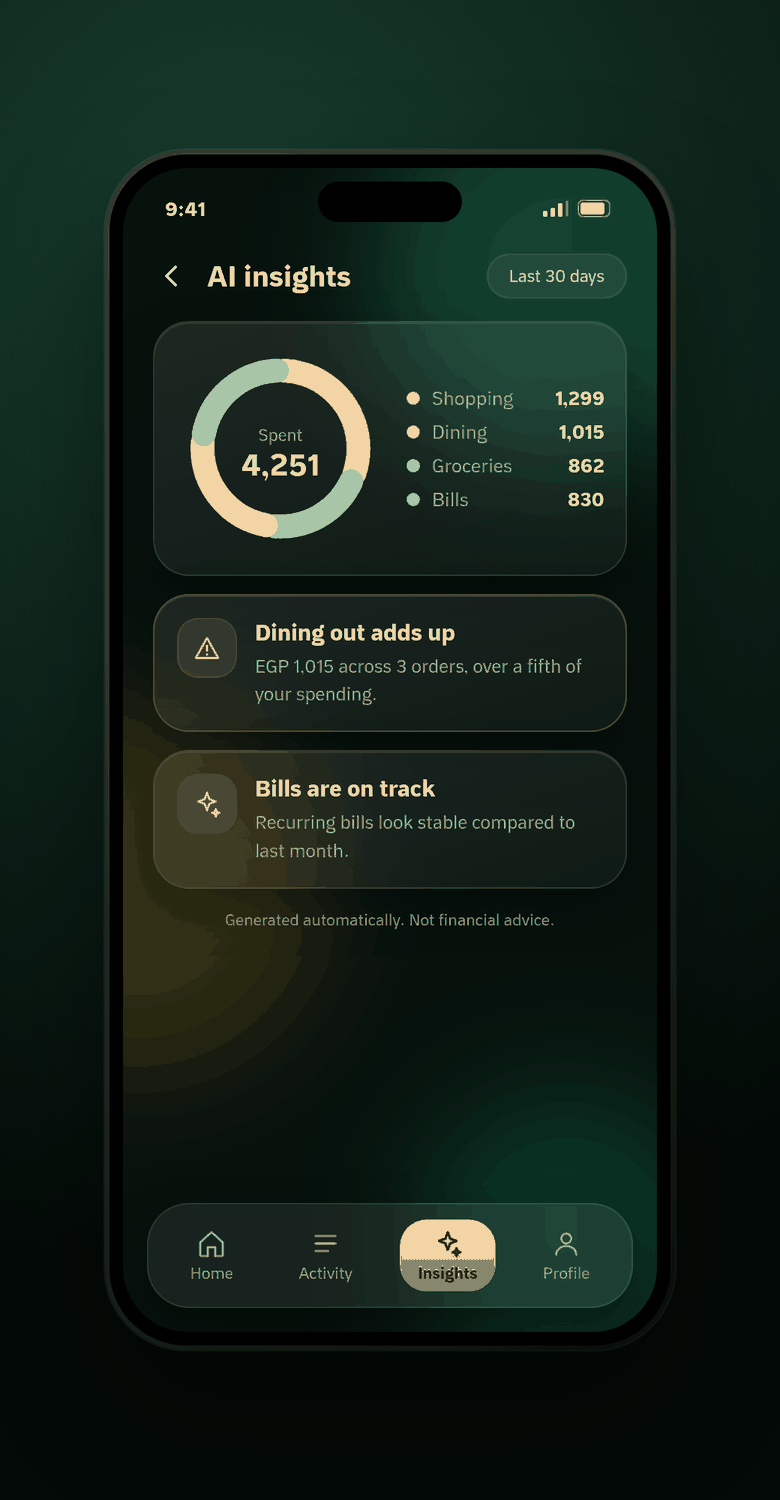 9:41
AI insights
Last 30 days
Spent
4,251
Shopping 1,299
Dining 1,015
Groceries 862
Bills 830
Dining out adds up
EGP 1,015 across 3 orders, over a fifth of
your spending.
Bills are on track
Recurring bills look stable compared to
last month.
Generated automatically. Not financial advice.
Home Activity Insights Profile